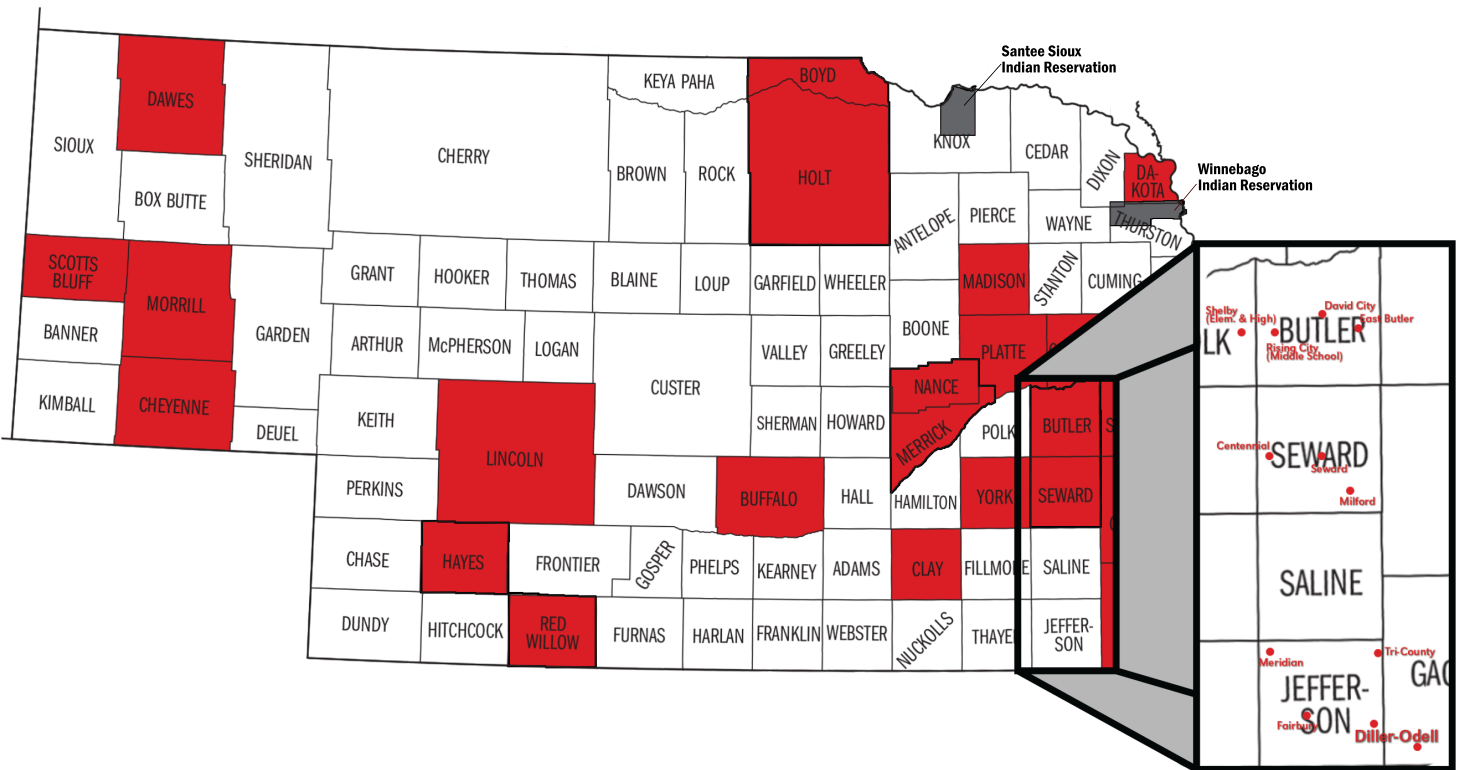 Santee Sioux
Indian Reservation
BOYD
KEYA PAHA
DAWES
SIOUX
SHERIDAN
CHERRY
BROWN
ROCK
HOLT
KNOX
CEDAR
DIXON
DA-
KOTA
Winnebago
Indian Reservation
BOX BUTTE
ANTELOPE
PIERCE
WAYNE
THURSTON
SCOTTS
BLUFF
MORRILL
GRANT
HOOKER
THOMAS
BLAINE
LOUP
GARFIELD
WHEELER
MADISON
STANTON
CUMING
BANNER
GARDEN
ARTHUR
McPHERSON
LOGAN
VALLEY
GREELEY
BOONE
PLATTE
KIMBALL
CHEYENNE
DEUEL
KEITH
LINCOLN
CUSTER
SHERMAN
HOWARD
NANCE
MERRICK
POLK
BUTLER
S
PERKINS
DAWSON
BUFFALO
HALL
HAMILTON
YORK
SEWARD
CHASE
HAYES
FRONTIER
GOSPER
PHELPS
KEARNEY
ADAMS
CLAY
FILLMORE
SALINE
DUNDY
HITCHCOCK
RED
WILLOW
FURNAS
HARLAN
FRANKLIN
WEBSTER
NUCKOLLS
THAYE
JEFFER-
SON
Shelby
(Elem. & High)
David City
East Butler
LK
BUTLER
Rising City
(Middle School)
Centennial
SEWARD
Seward
Milford
SALINE
Meridian
Tri-County
JEFFER-
SON
GAG
Fairbury
Diller-Odell